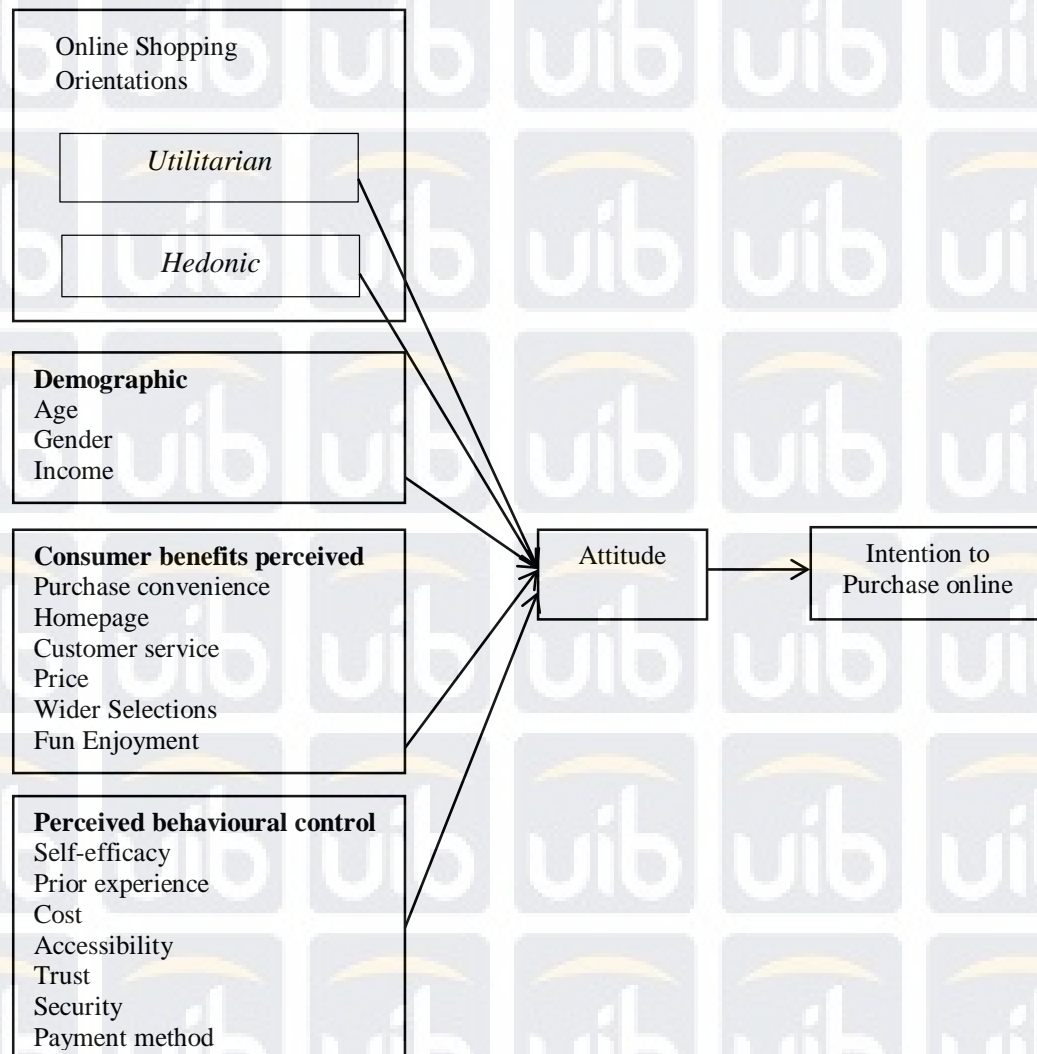 Online Shopping
Orientations
Utilitarian
Hedonic
Demographic
Age
Gender
Income
Consumer benefits perceived
Purchase convenience
Homepage
Customer service
Price
Wider Selections
Fun Enjoyment
Perceived behavioural control
Self-efficacy
Prior experience
Cost
Accessibility
Trust
Security
Payment method
Attitude
Intention to
Purchase online